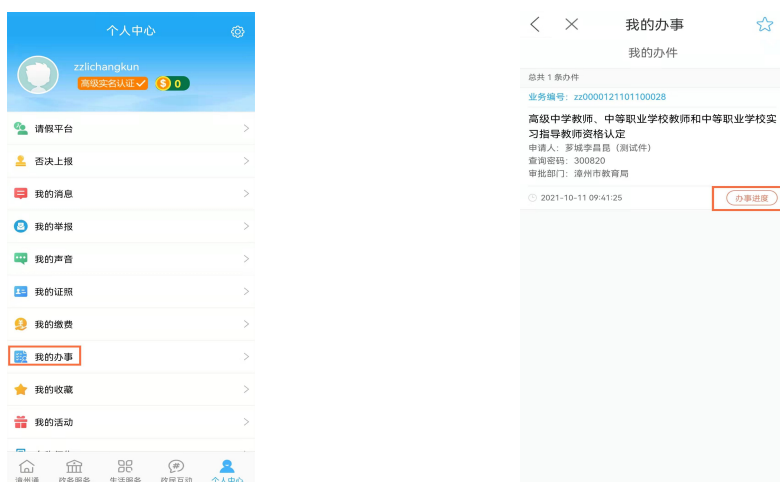 个人中心
zzlichangkun
高级实名认证
$ 0
请假平台
否决上报
我的消息
我的举报
我的声音
我的证照
我的缴费
我的办事
我的收藏
我的活动
漳州通 政务服务 生活服务 政民互动 个人中心
我的办事
我的办件
总共 1 条办件
业务编号: zz0000121101100028
高级中学教师、中等职业学校教师和中等职业学校实
习指导教师资格认定
申请人: 芗城李昌昆 (测试件)
查询密码: 300820
审批部门: 漳州市教育局
2021-10-11 09:41:25
办事进度